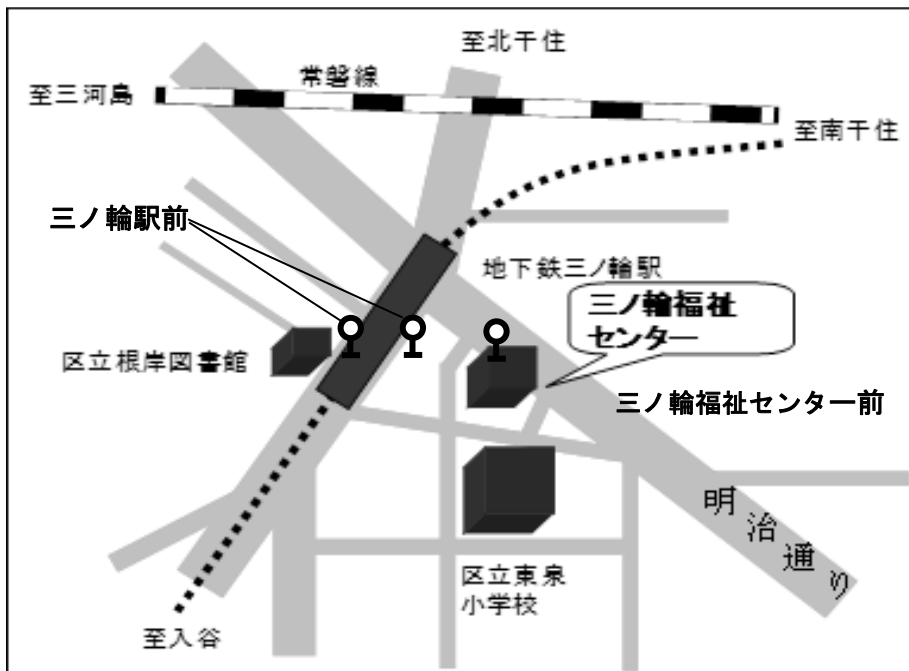 至北千住
常磐線
至三河島
至南千住
三ノ輪駅前
地下鉄三ノ輪駅
三ノ輪福祉
センター
区立根岸図書館
三ノ輪福祉センター前
明治通り
区立東泉
小学校
至入谷